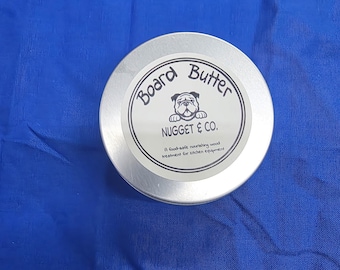 Board Butter
NUGGET & CO.
A food-safe nourishing wood
treatment for kitchen equipment